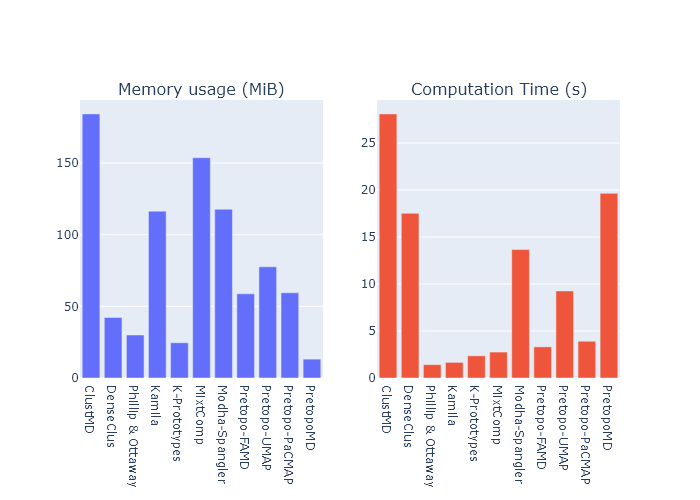 Memory usage (MiB)
Computation Time (s)
150
100
50
0
25
20
15
10
5
0
ClustMD
DenseClus
Phillip & Ottaway
Kamila
K-Prototypes
MixtComp
Modha-Spangler
Pretopo-FAMD
Pretopo-UMAP
Pretopo-PaCMAP
PretopoMD
ClustMD
DenseClus
Phillip & Ottaway
Kamila
K-Prototypes
MixtComp
Modha-Spangler
Pretopo-FAMD
Pretopo-UMAP
Pretopo-PaCMAP
PretopoMD